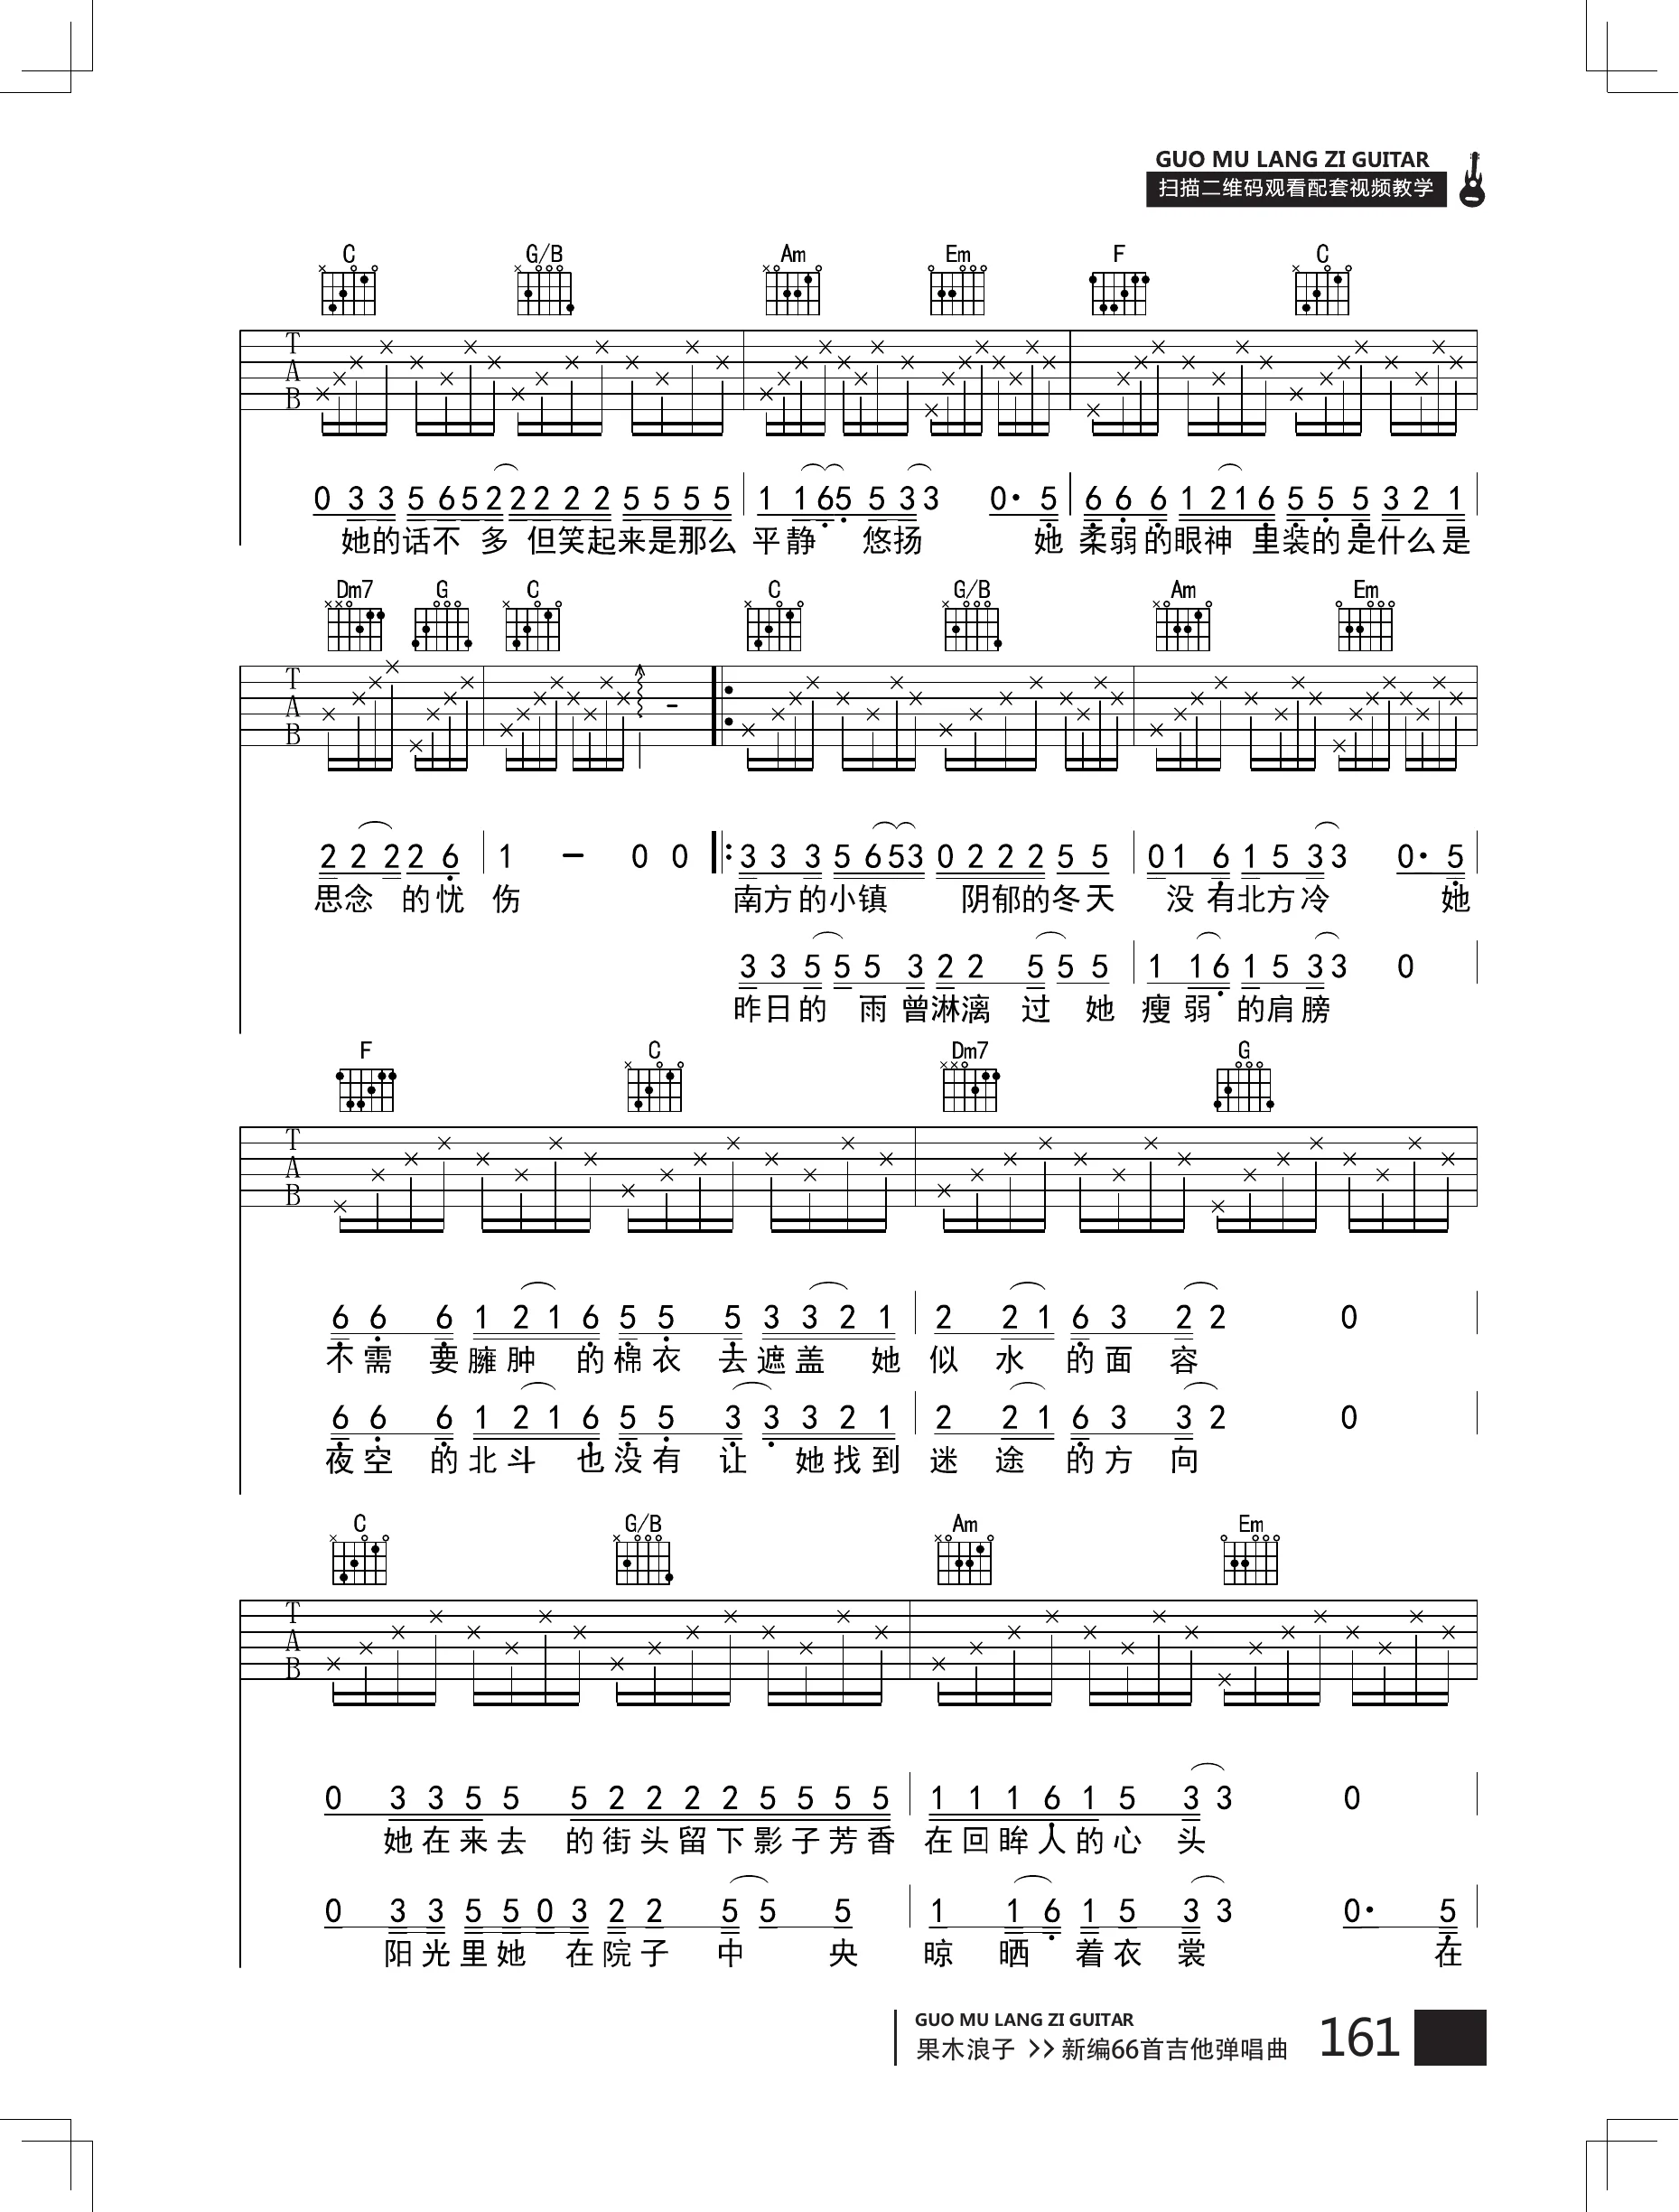 GUO MU LANG ZI GUITAR
扫描二维码观看配套视频教学
C G/B Am Em F C
T
A
B
0 3 3 5 6 5 2 2 2 2 2 5 5 5 5 1 1 6 5 5 3 3 0· 5 6 6 6 1 2 1 6 5 5 5 3 2 1
她的话不 多 但笑起来是那么 平静 悠扬 她 柔弱的眼神 里装的是什么是
Dm7 G C C G/B Am Em
T
A
B
2 2 2 2 6 1 – 0 0 3 3 3 5 6 5 3 0 2 2 2 5 5 0 1 6 1 5 3 3 0· 5
思念 的忧 伤 南方的小镇 阴郁的冬天 没有北方冷 她
3 3 5 5 5 3 2 2 5 5 5 1 1 6 1 5 3 3 0
昨日的 雨曾淋漓 过 她 瘦弱 的肩膀
F C Dm7 G
T
A
B
6 6 6 1 2 1 6 5 5 5 3 3 2 1 2 2 1 6 3 2 2 0
不需 要臃肿 的棉衣 去遮盖 她 似 水 的面 容
6 6 6 1 2 1 6 5 5 3 3 3 2 1 2 2 1 6 3 3 2 0
夜空 的北斗 也没有 让 她找到 迷 途 的方 向
C G/B Am Em
T
A
B
0 3 3 5 5 5 2 2 2 2 5 5 5 5 1 1 1 6 1 5 3 3 0
她在来去 的街头留下影子芳香 在回眸人的心 头
0 3 3 5 5 0 3 2 2 5 5 5 1 1 6 1 5 3 3 0· 5
阳光里她 在院子 中 央 晾 晒 着衣 裳 在
GUO MU LANG ZI GUITAR
果木浪子 >> 新编66首吉他弹唱曲 161